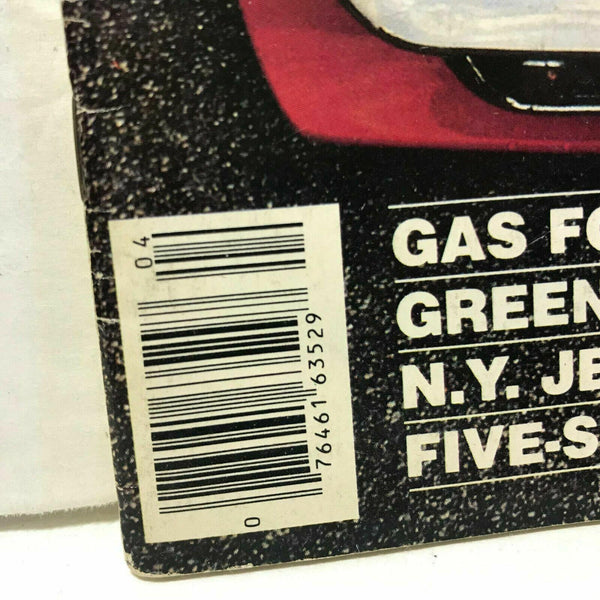 04
0
76461 63529
GAS FO
GREEN
N.Y. JE
FIVE-S